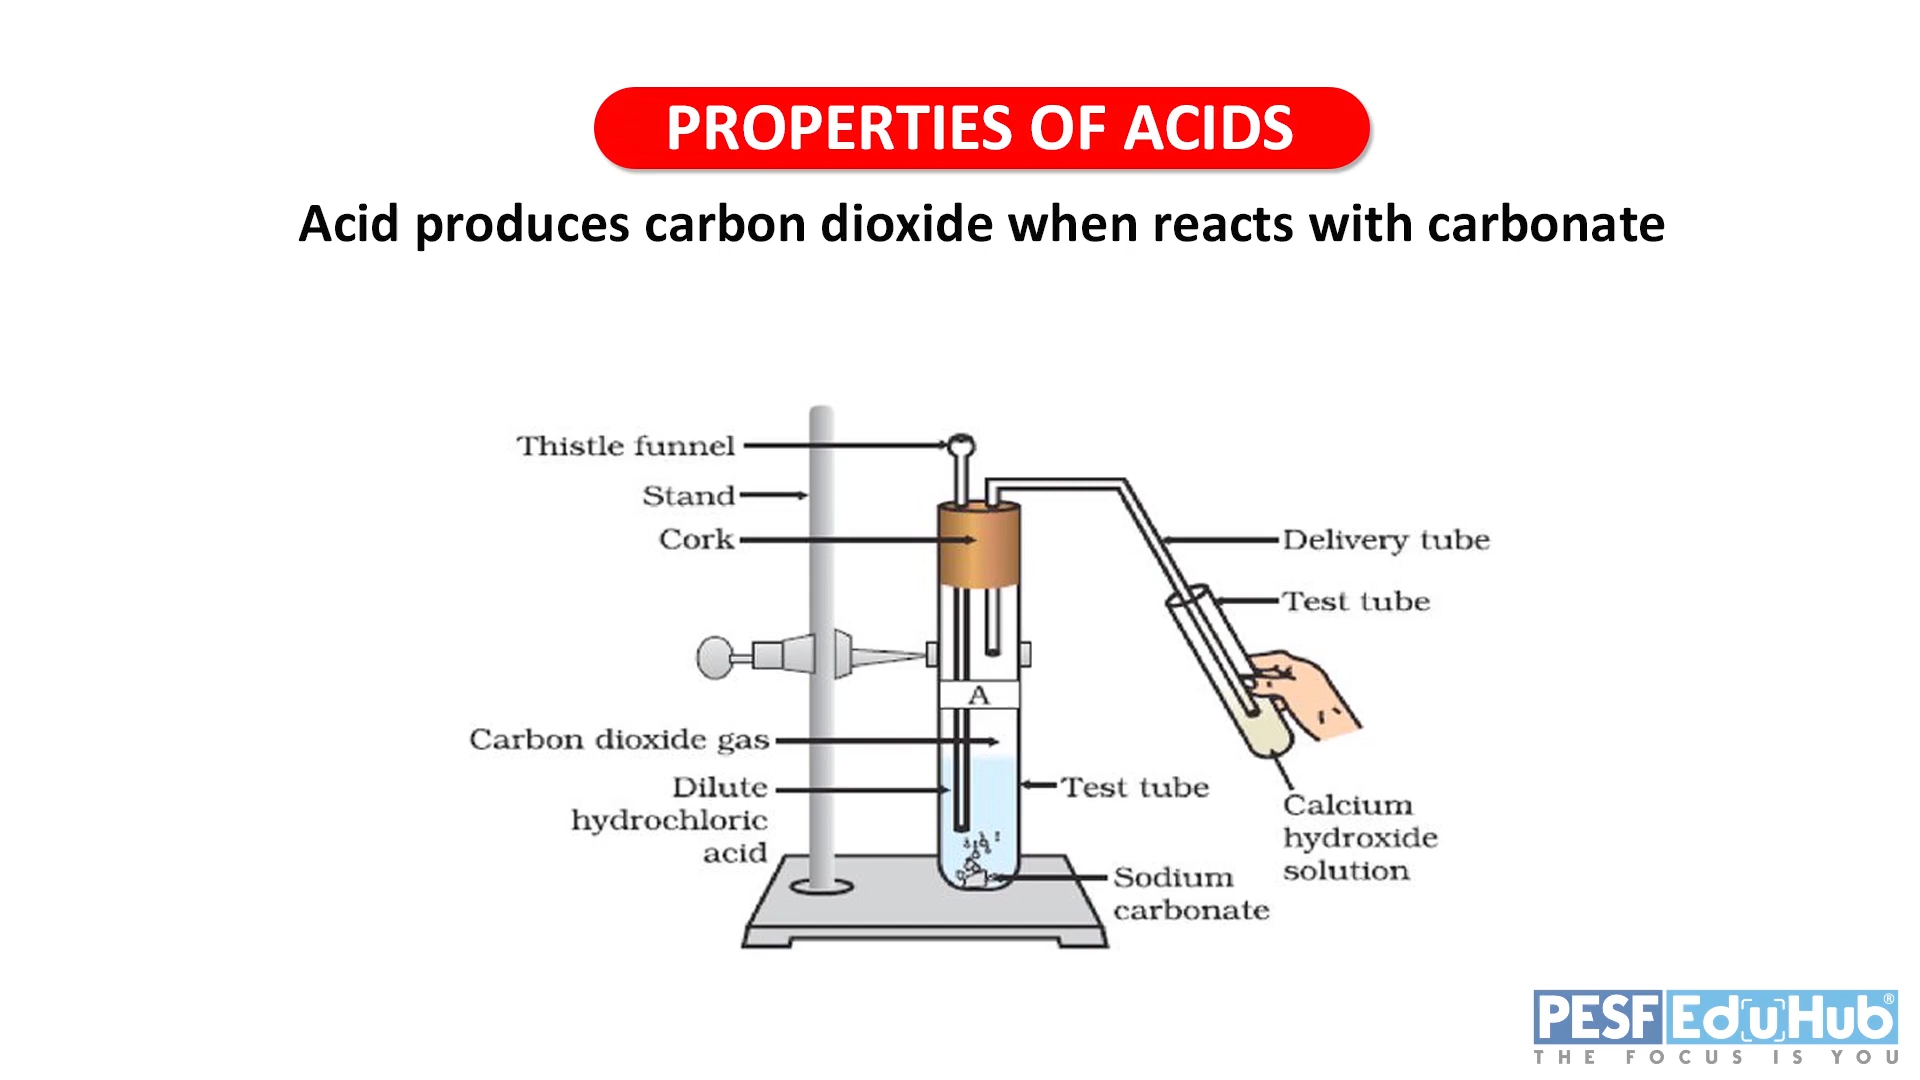 PROPERTIES OF ACIDS
Acid produces carbon dioxide when reacts with carbonate
Thistle funnel
Stand
Cork
Delivery tube
Test tube
A
Carbon dioxide gas
Dilute
hydrochloric
acid
Test tube
Calcium
hydroxide
solution
Sodium
carbonate
PESF EduHub®
THE FOCUS IS YOU